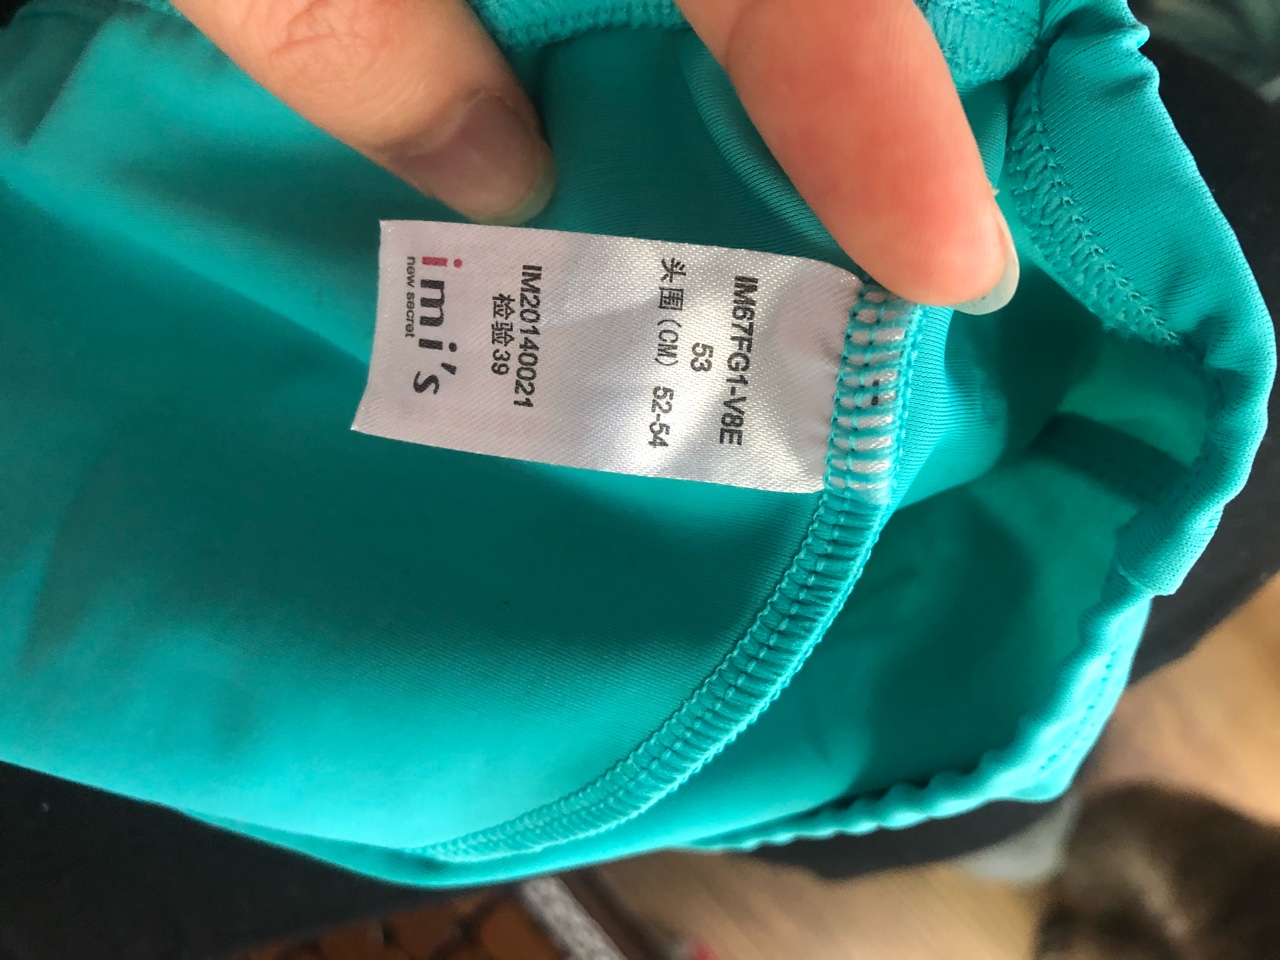 IM67FG1-V8E
53
头围(CM) 52-54
IM20140021
检验39
imi's
new secret